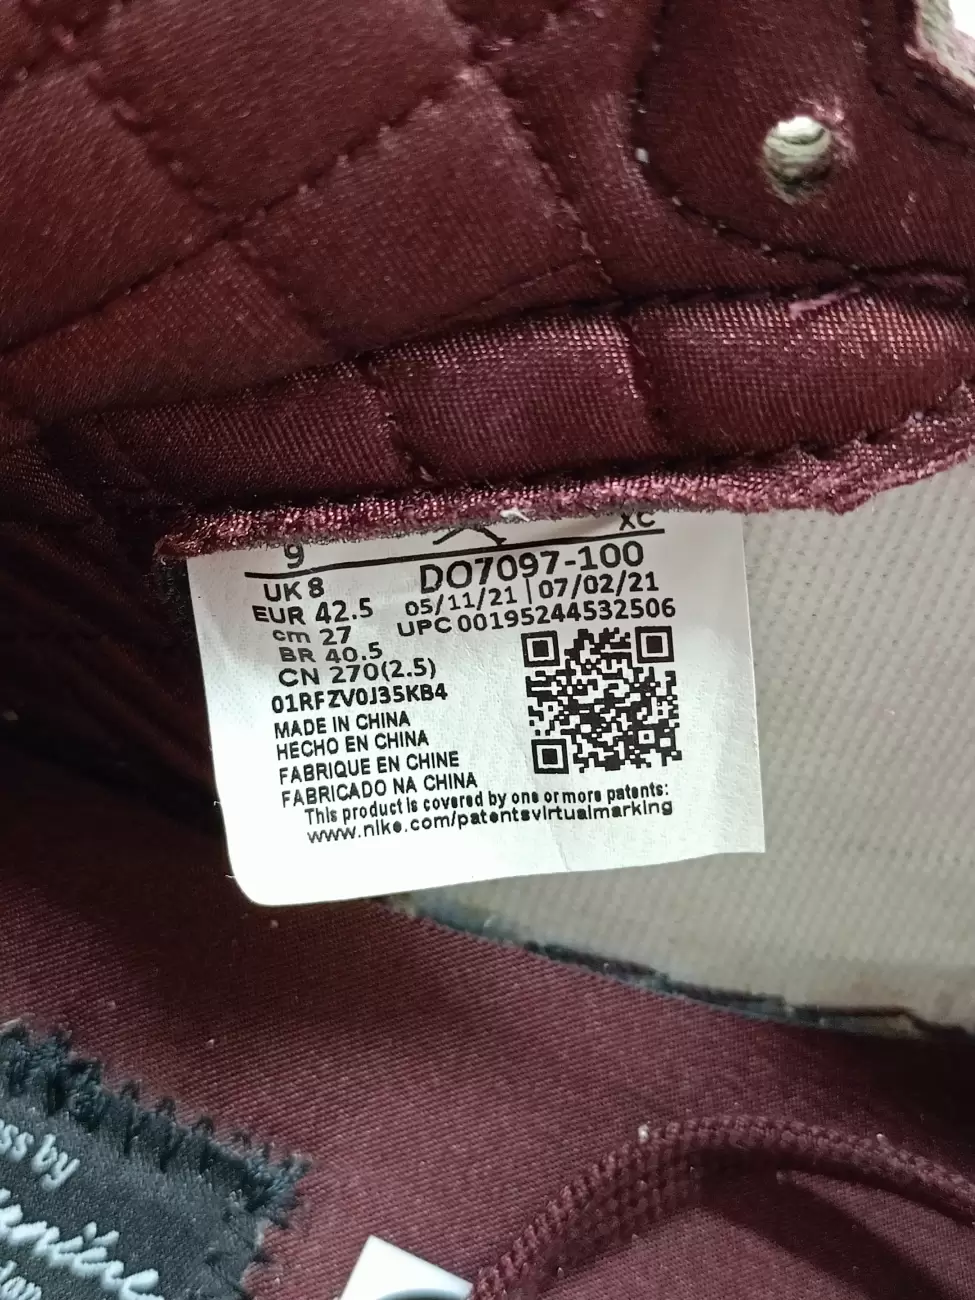 9 XC
UK 8 DO7097-100
EUR 42.5 05/11/21 | 07/02/21
cm 27 UPC 00195244532506
BR 40.5
CN 270(2.5)
01RFZV0J35KB4
MADE IN CHINA
HECHO EN CHINA
FABRIQUE EN CHINE
FABRICADO NA CHINA
This product is covered by one or more patents:
www.nike.com/patentsvirtualmarking
by